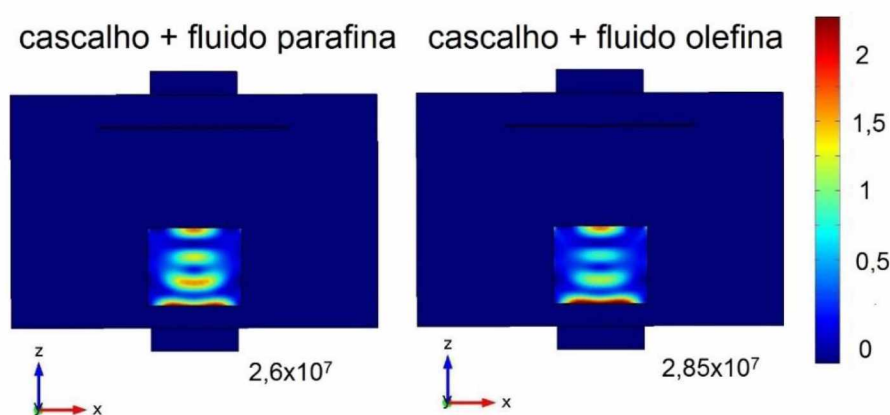 cascalho + fluido parafina
cascalho + fluido olefina
2
1,5
1
0,5
0
z
x
2,6x10⁷
z
x
2,85x10⁷